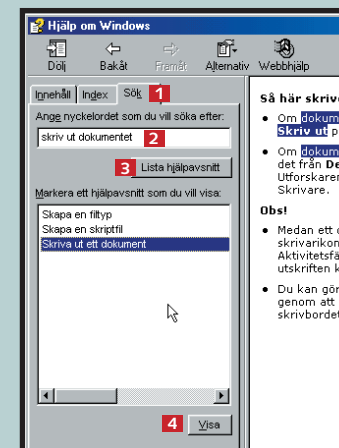 Hjälp om Windows
Dölj Bakåt Framåt Alternativ Webbhjälp
Innehåll Index Sök 1
Ange nyckelordet som du vill söka efter:
skriv ut dokumentet 2
3 Lista hjälpavsnitt
Markera ett hjälpavsnitt som du vill visa:
Skapa en filtyp
Skapa en skriptfil
Skriva ut ett dokument
4 Visa
Så här skriv
Om dokum
Skriv ut p
Om dokum
det från De
Utforskaren
Skrivare.
Obs!
Medan ett d
skrivarikon
Aktivitetsfä
utskriften k
Du kan gör
genom att
skrivbordet